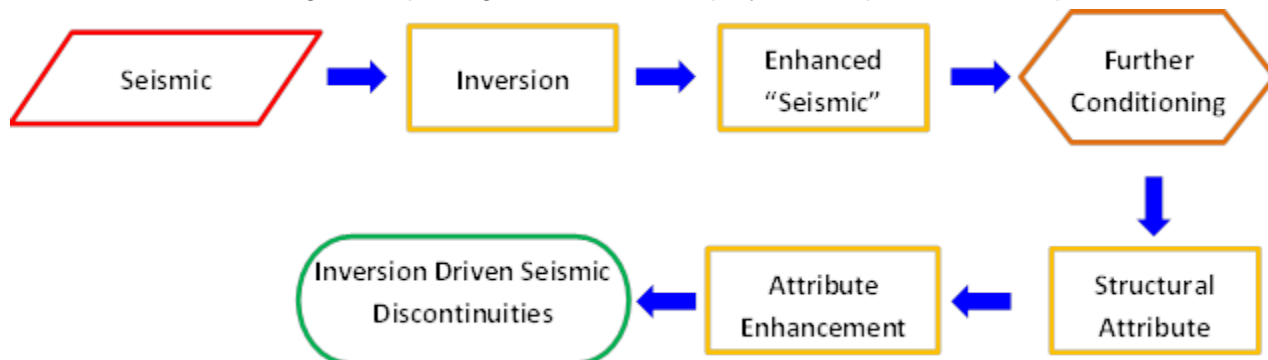 Seismic
Inversion
Enhanced
“Seismic”
Further
Conditioning
Structural
Attribute
Attribute
Enhancement
Inversion Driven Seismic
Discontinuities